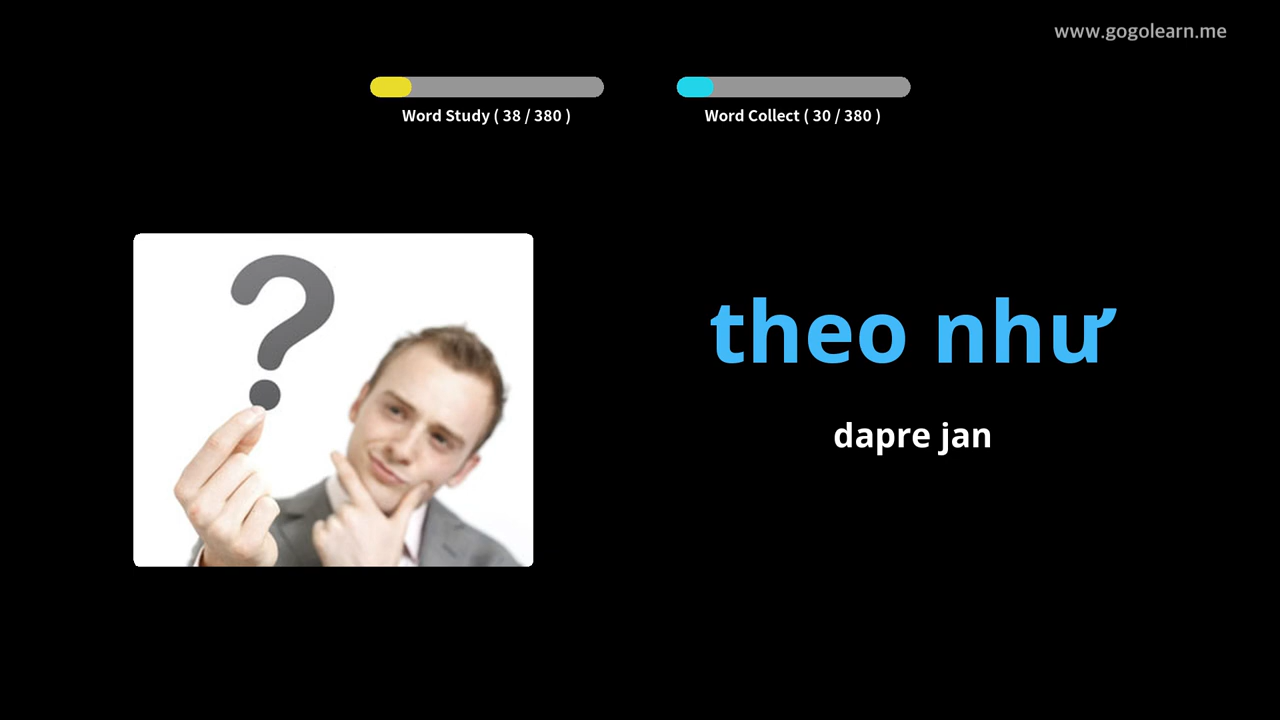 www.gogolearn.me
Word Study ( 38 / 380 )
Word Collect ( 30 / 380 )
theo như
dapre jan